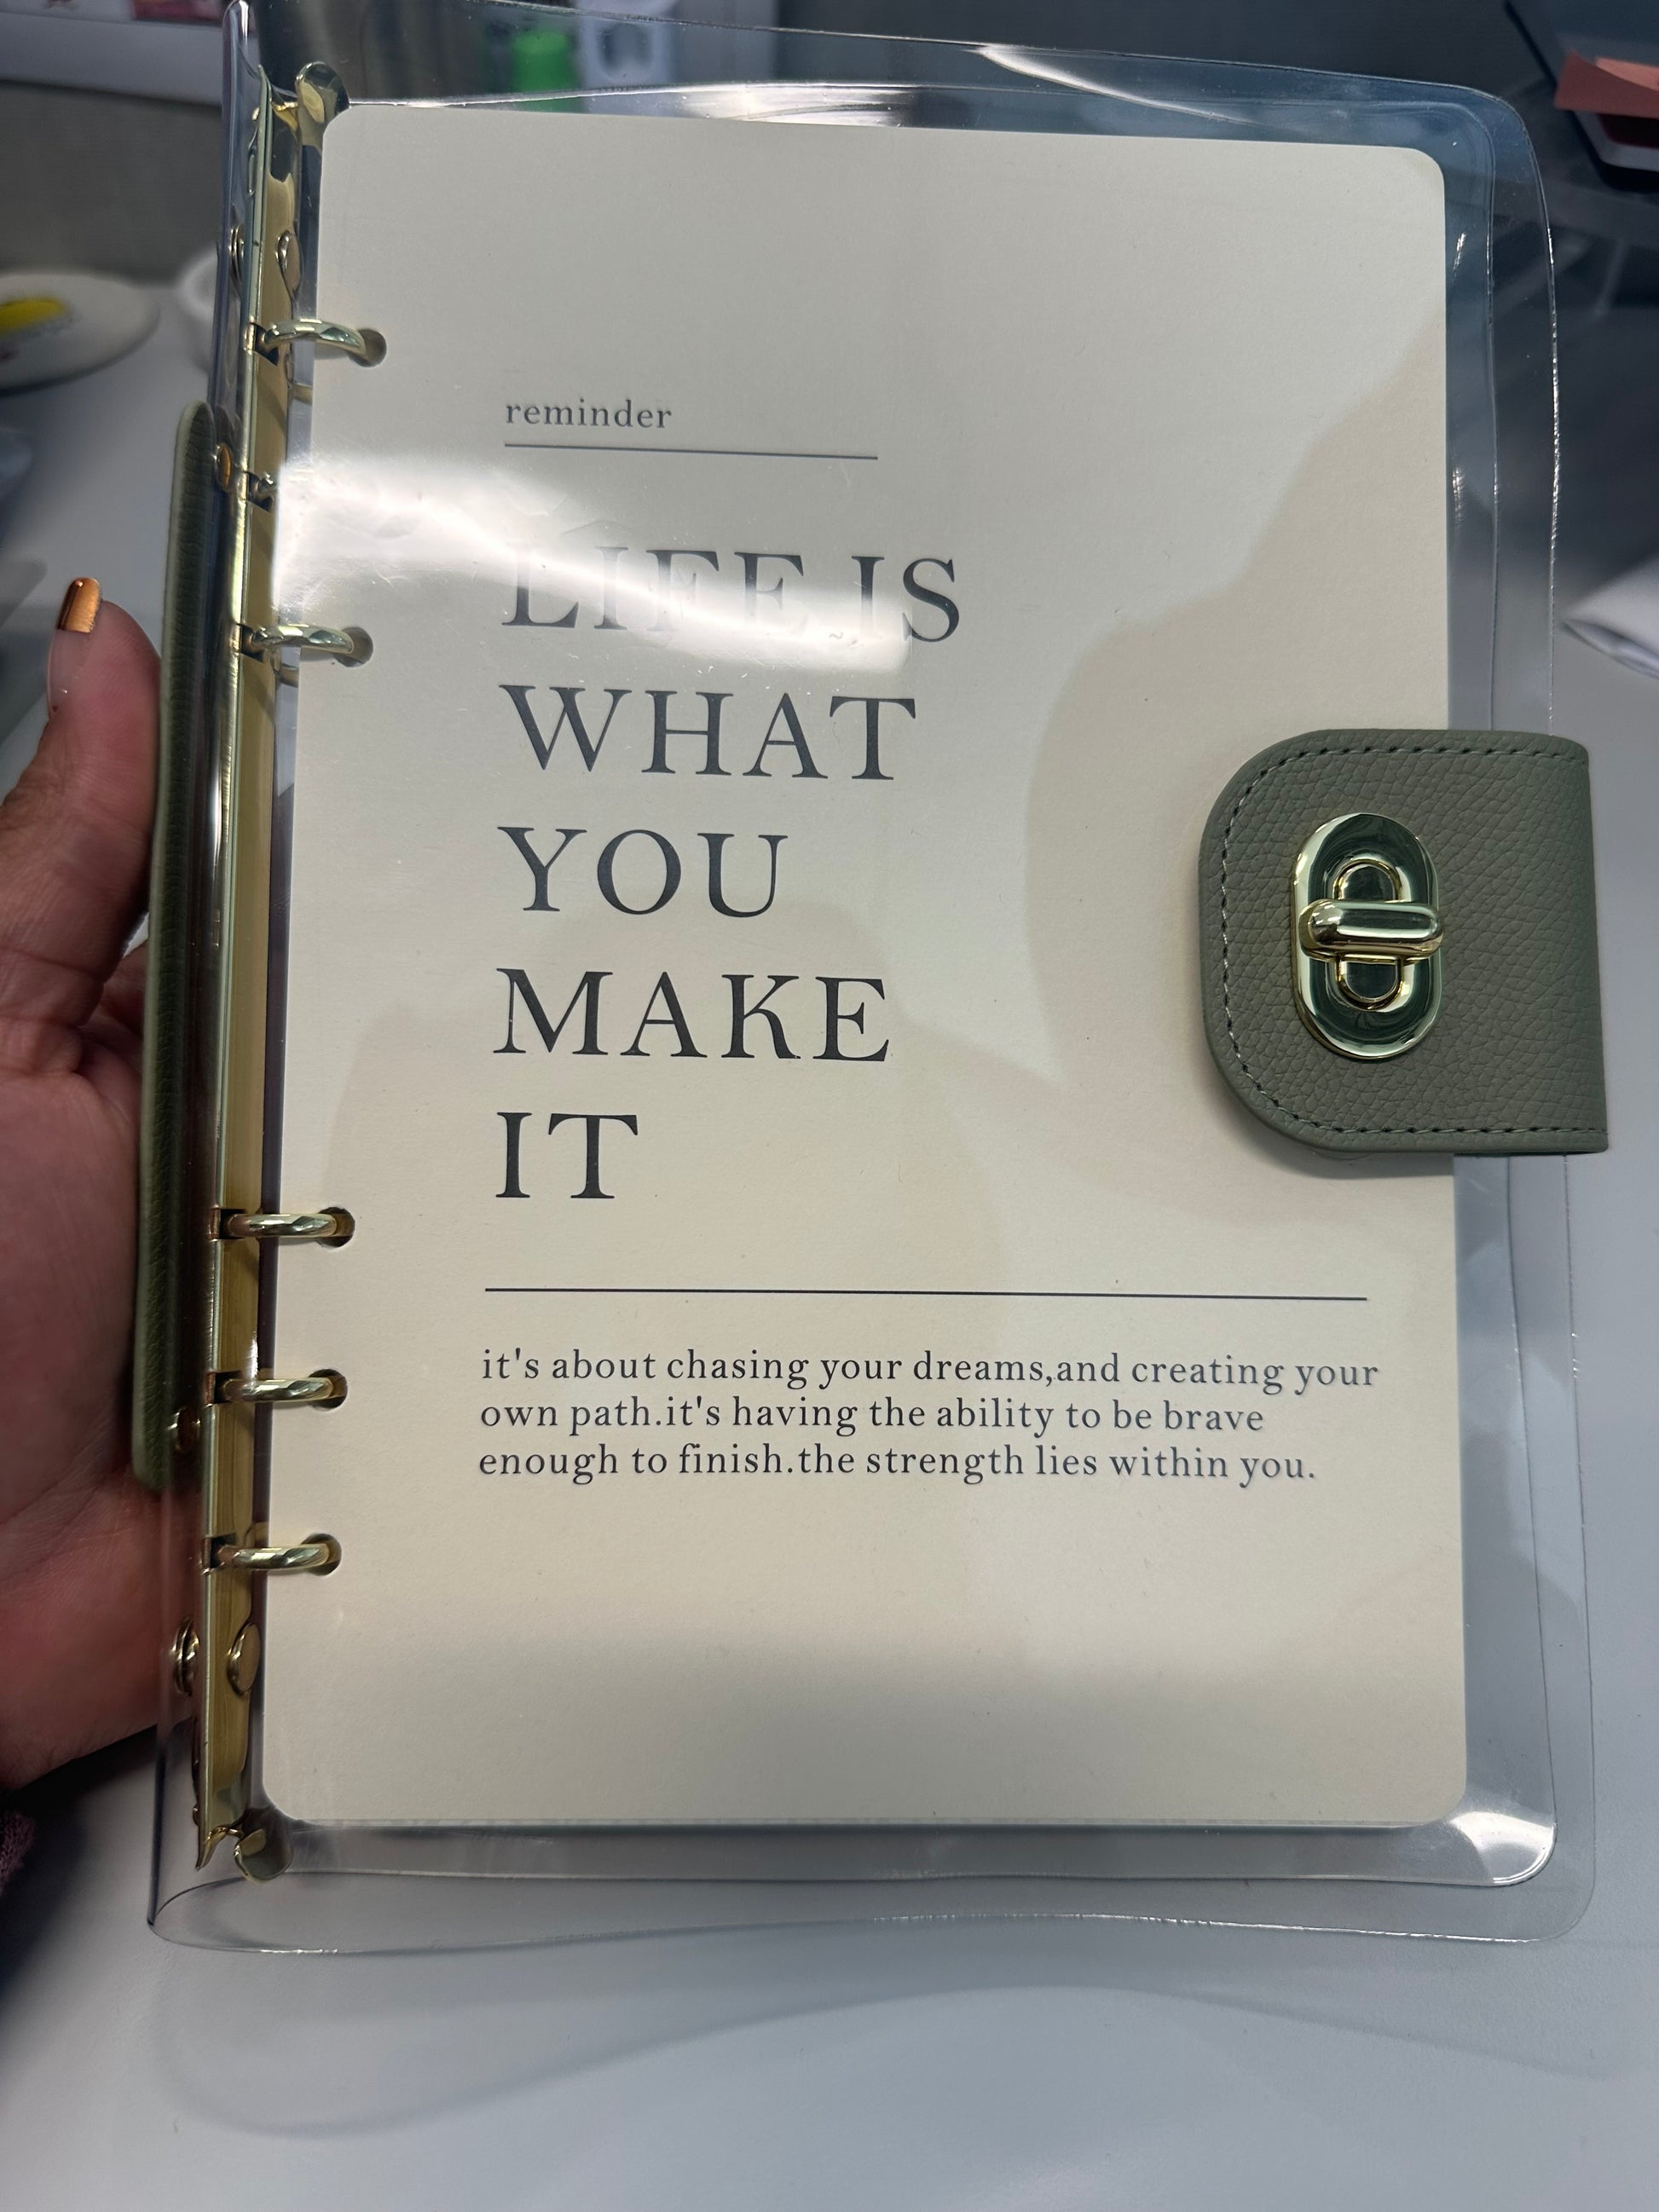 reminder
LIFE IS
WHAT
YOU
MAKE
IT
it's about chasing your dreams,and creating your
own path.it's having the ability to be brave
enough to finish.the strength lies within you.